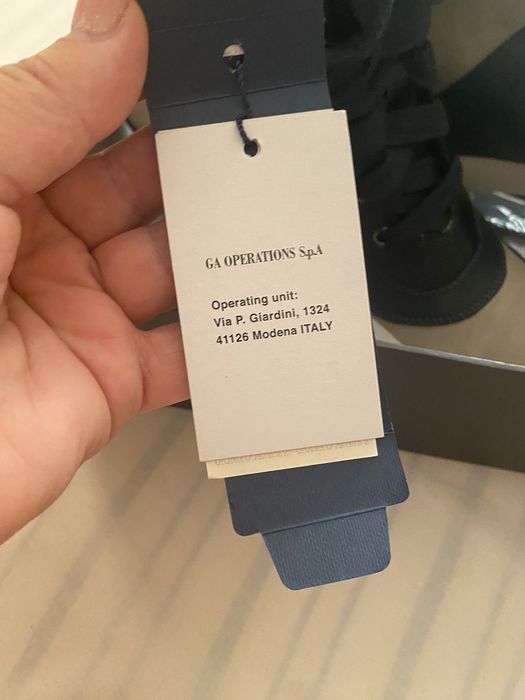 GA OPERATIONS S.p.A
Operating unit:
Via P. Giardini, 1324
41126 Modena ITALY